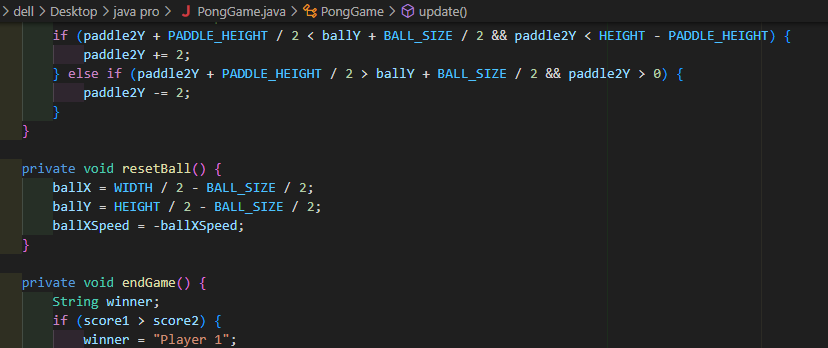 > dell > Desktop > java pro > J PongGame.java > PongGame > update()
if (paddle2Y + PADDLE_HEIGHT / 2 < ballY + BALL_SIZE / 2 && paddle2Y < HEIGHT - PADDLE_HEIGHT) {
paddle2Y += 2;
} else if (paddle2Y + PADDLE_HEIGHT / 2 > ballY + BALL_SIZE / 2 && paddle2Y > 0) {
paddle2Y -= 2;
}
}
private void resetBall() {
ballX = WIDTH / 2 - BALL_SIZE / 2;
ballY = HEIGHT / 2 - BALL_SIZE / 2;
ballXSpeed = -ballXSpeed;
}
private void endGame() {
String winner;
if (score1 > score2) {
winner = "Player 1";